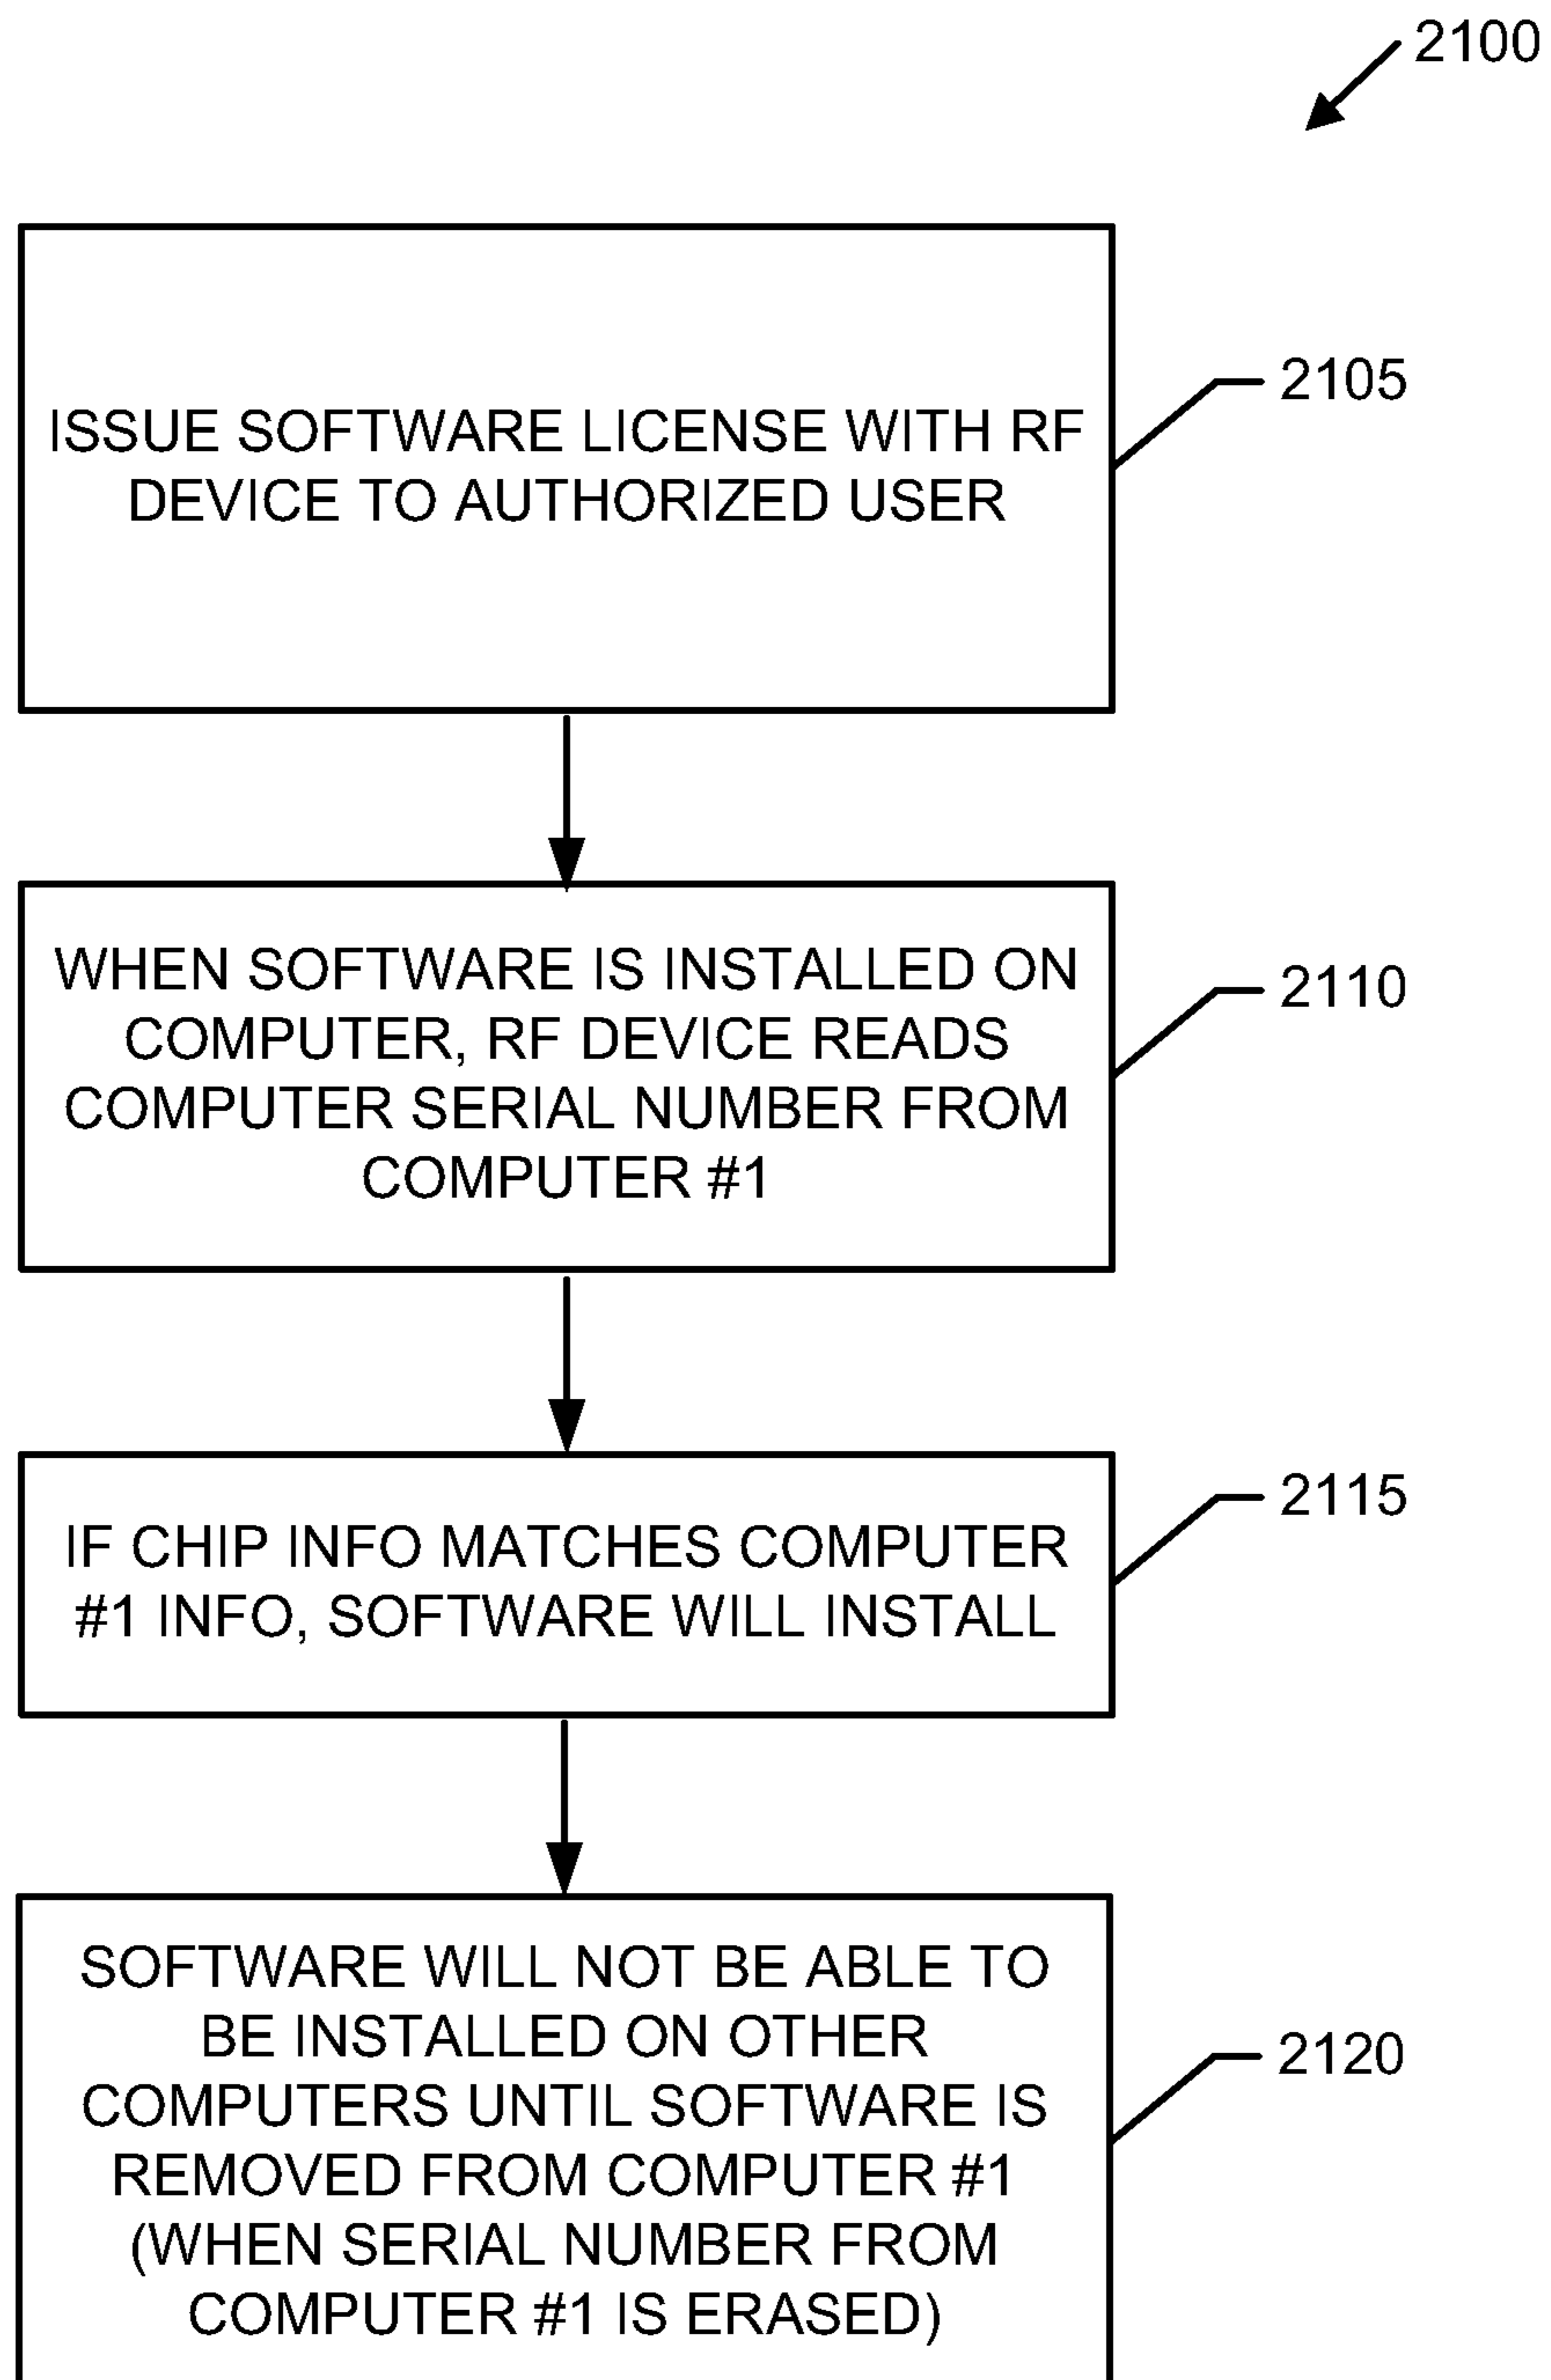 2100
ISSUE SOFTWARE LICENSE WITH RF
DEVICE TO AUTHORIZED USER
2105
WHEN SOFTWARE IS INSTALLED ON
COMPUTER, RF DEVICE READS
COMPUTER SERIAL NUMBER FROM
COMPUTER #1
2110
IF CHIP INFO MATCHES COMPUTER
#1 INFO, SOFTWARE WILL INSTALL
2115
SOFTWARE WILL NOT BE ABLE TO
BE INSTALLED ON OTHER
COMPUTERS UNTIL SOFTWARE IS
REMOVED FROM COMPUTER #1
(WHEN SERIAL NUMBER FROM
COMPUTER #1 IS ERASED)
2120